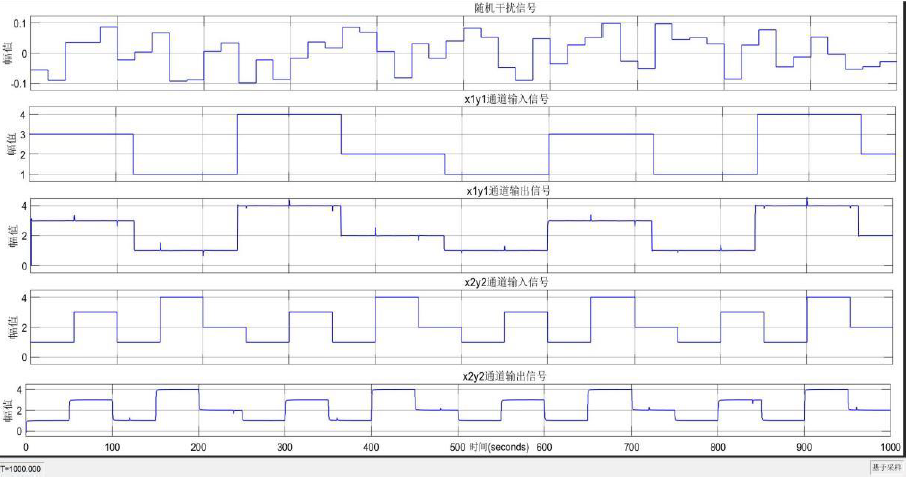 随机干扰信号
0.1
0
-0.1
幅值
x1y1通道输入信号
4
3
2
1
幅值
x1y1通道输出信号
4
2
0
幅值
x2y2通道输入信号
4
2
0
幅值
x2y2通道输出信号
4
2
0
幅值
0 100 200 300 400 500 时间(seconds) 600 700 800 900 1000
T=1000.000 基于采样